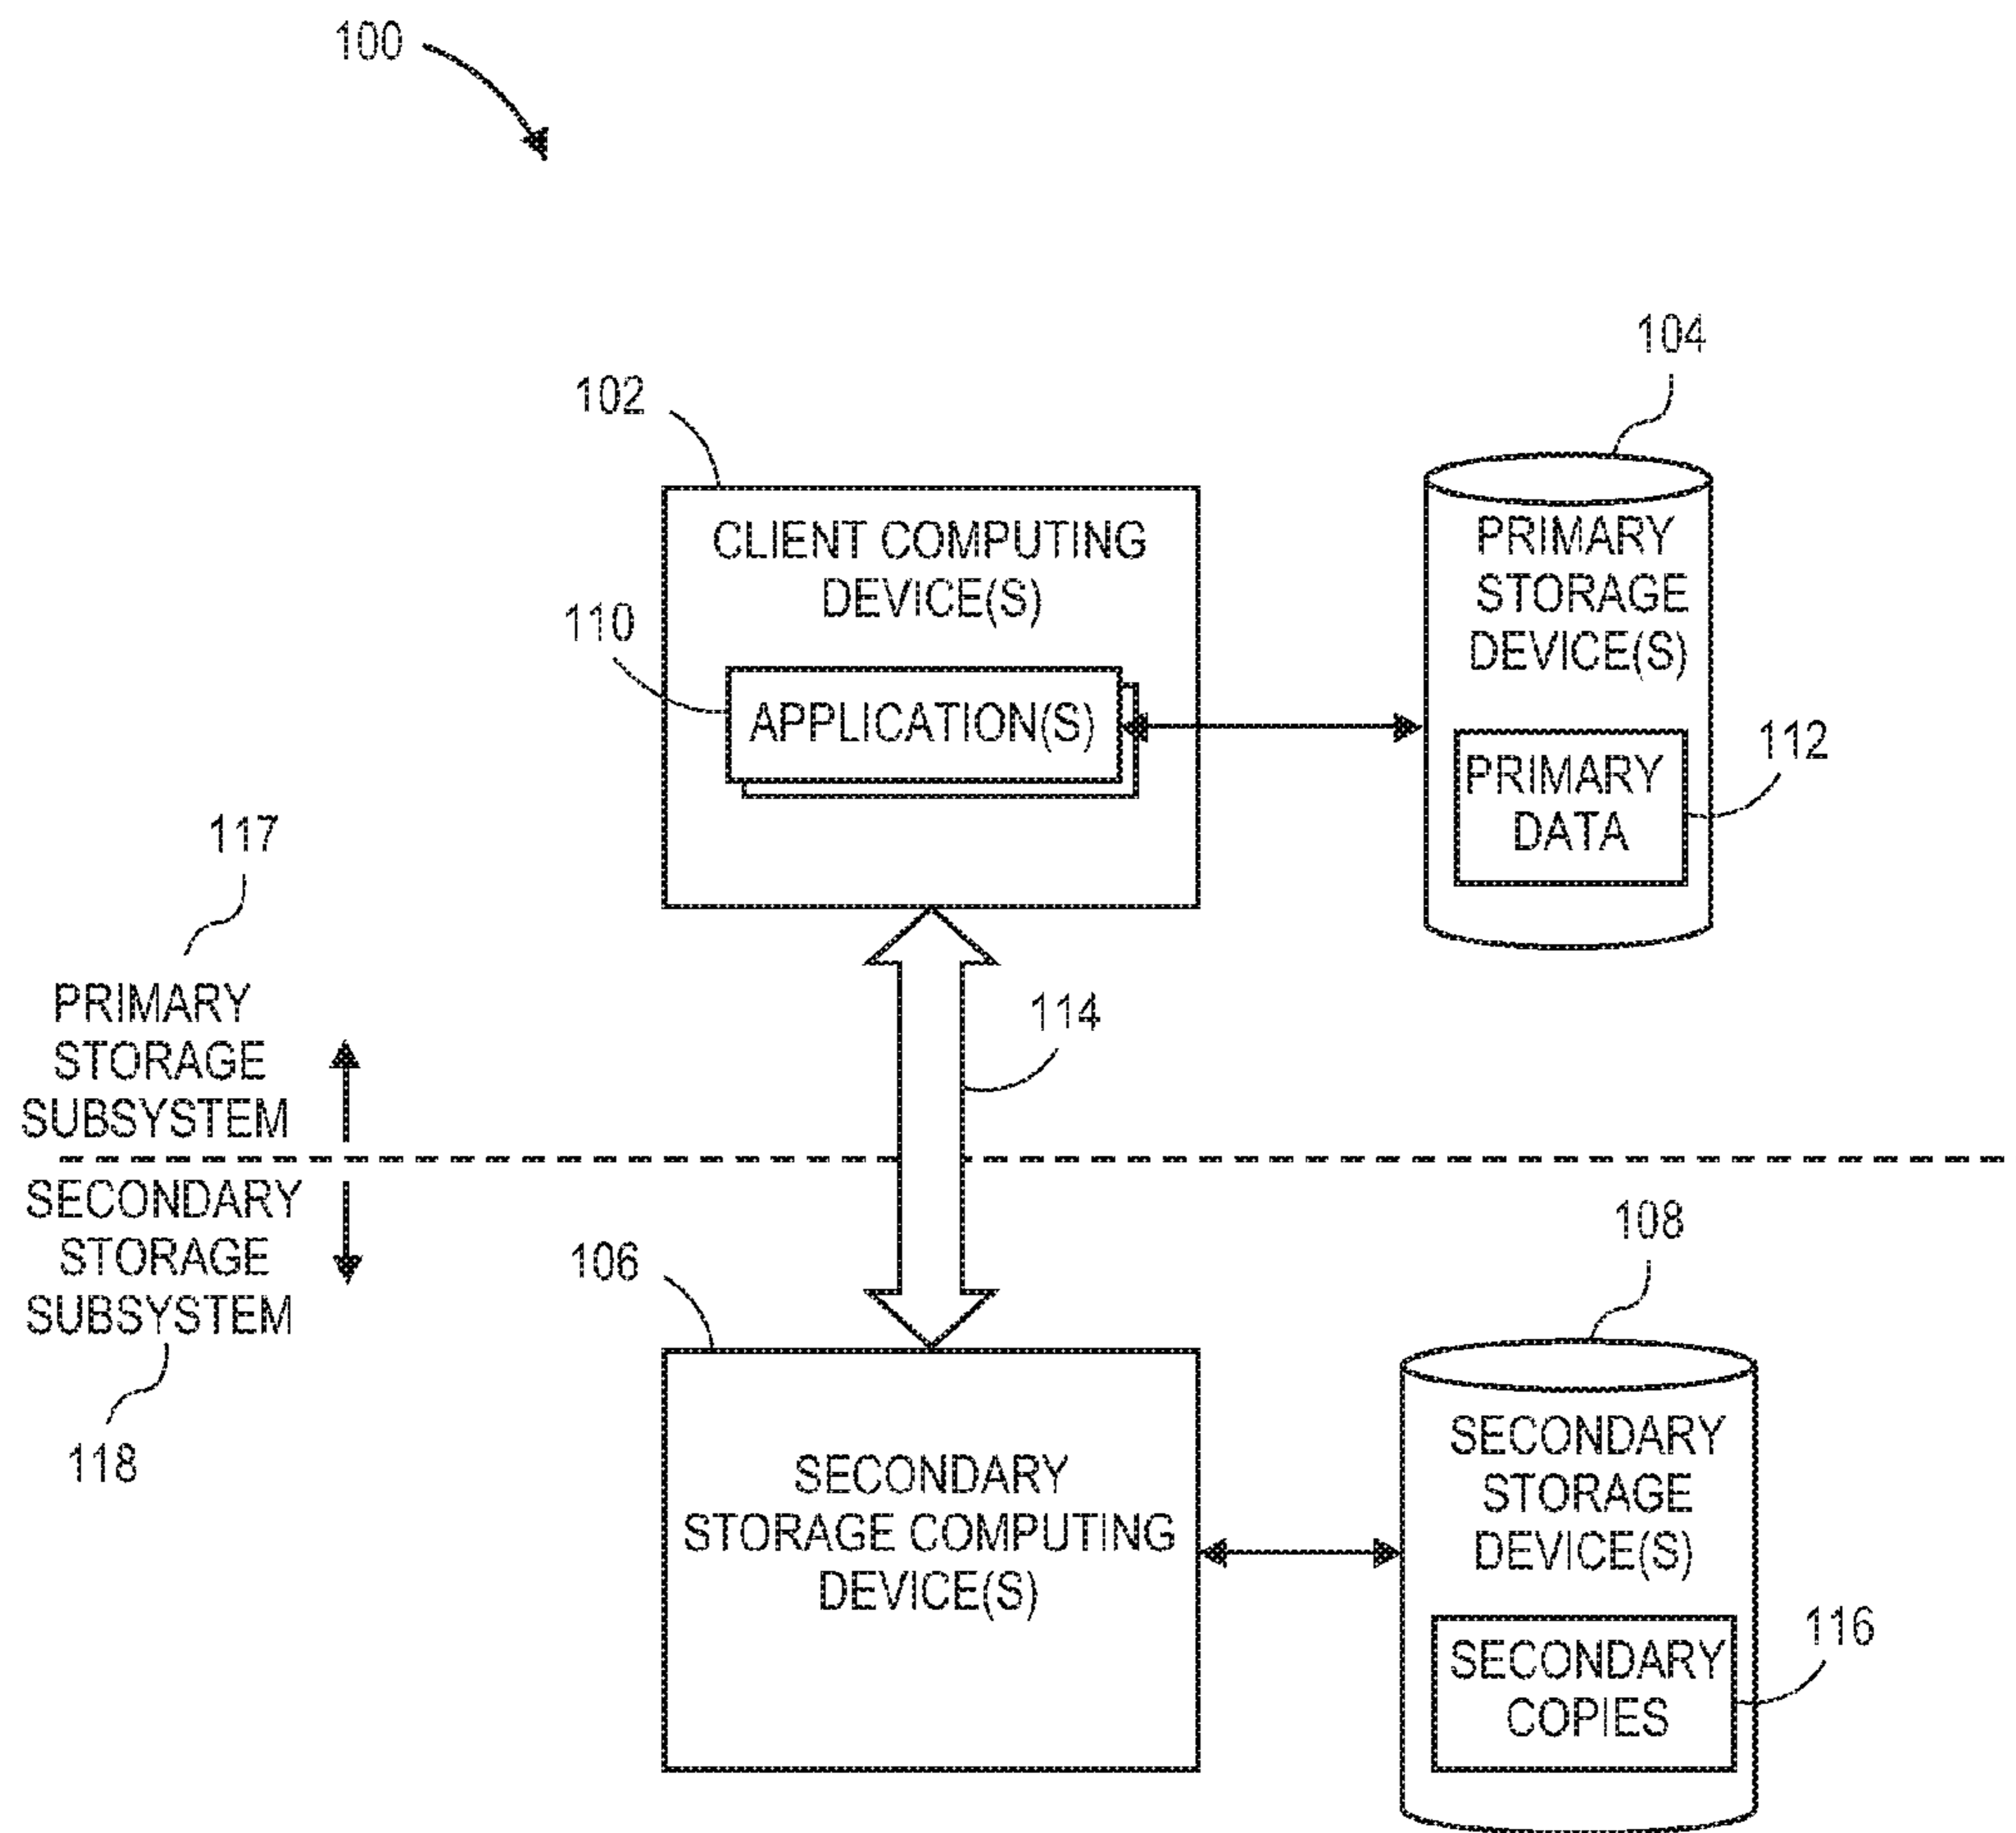 100
104
102
CLIENT COMPUTING
DEVICE(S)
PRIMARY
STORAGE
DEVICE(S)
110
APPLICATION(S)
112
PRIMARY
DATA
117
PRIMARY
STORAGE
SUBSYSTEM
114
SECONDARY
STORAGE
SUBSYSTEM
118
108
106
SECONDARY
STORAGE COMPUTING
DEVICE(S)
SECONDARY
STORAGE
DEVICE(S)
116
SECONDARY
COPIES